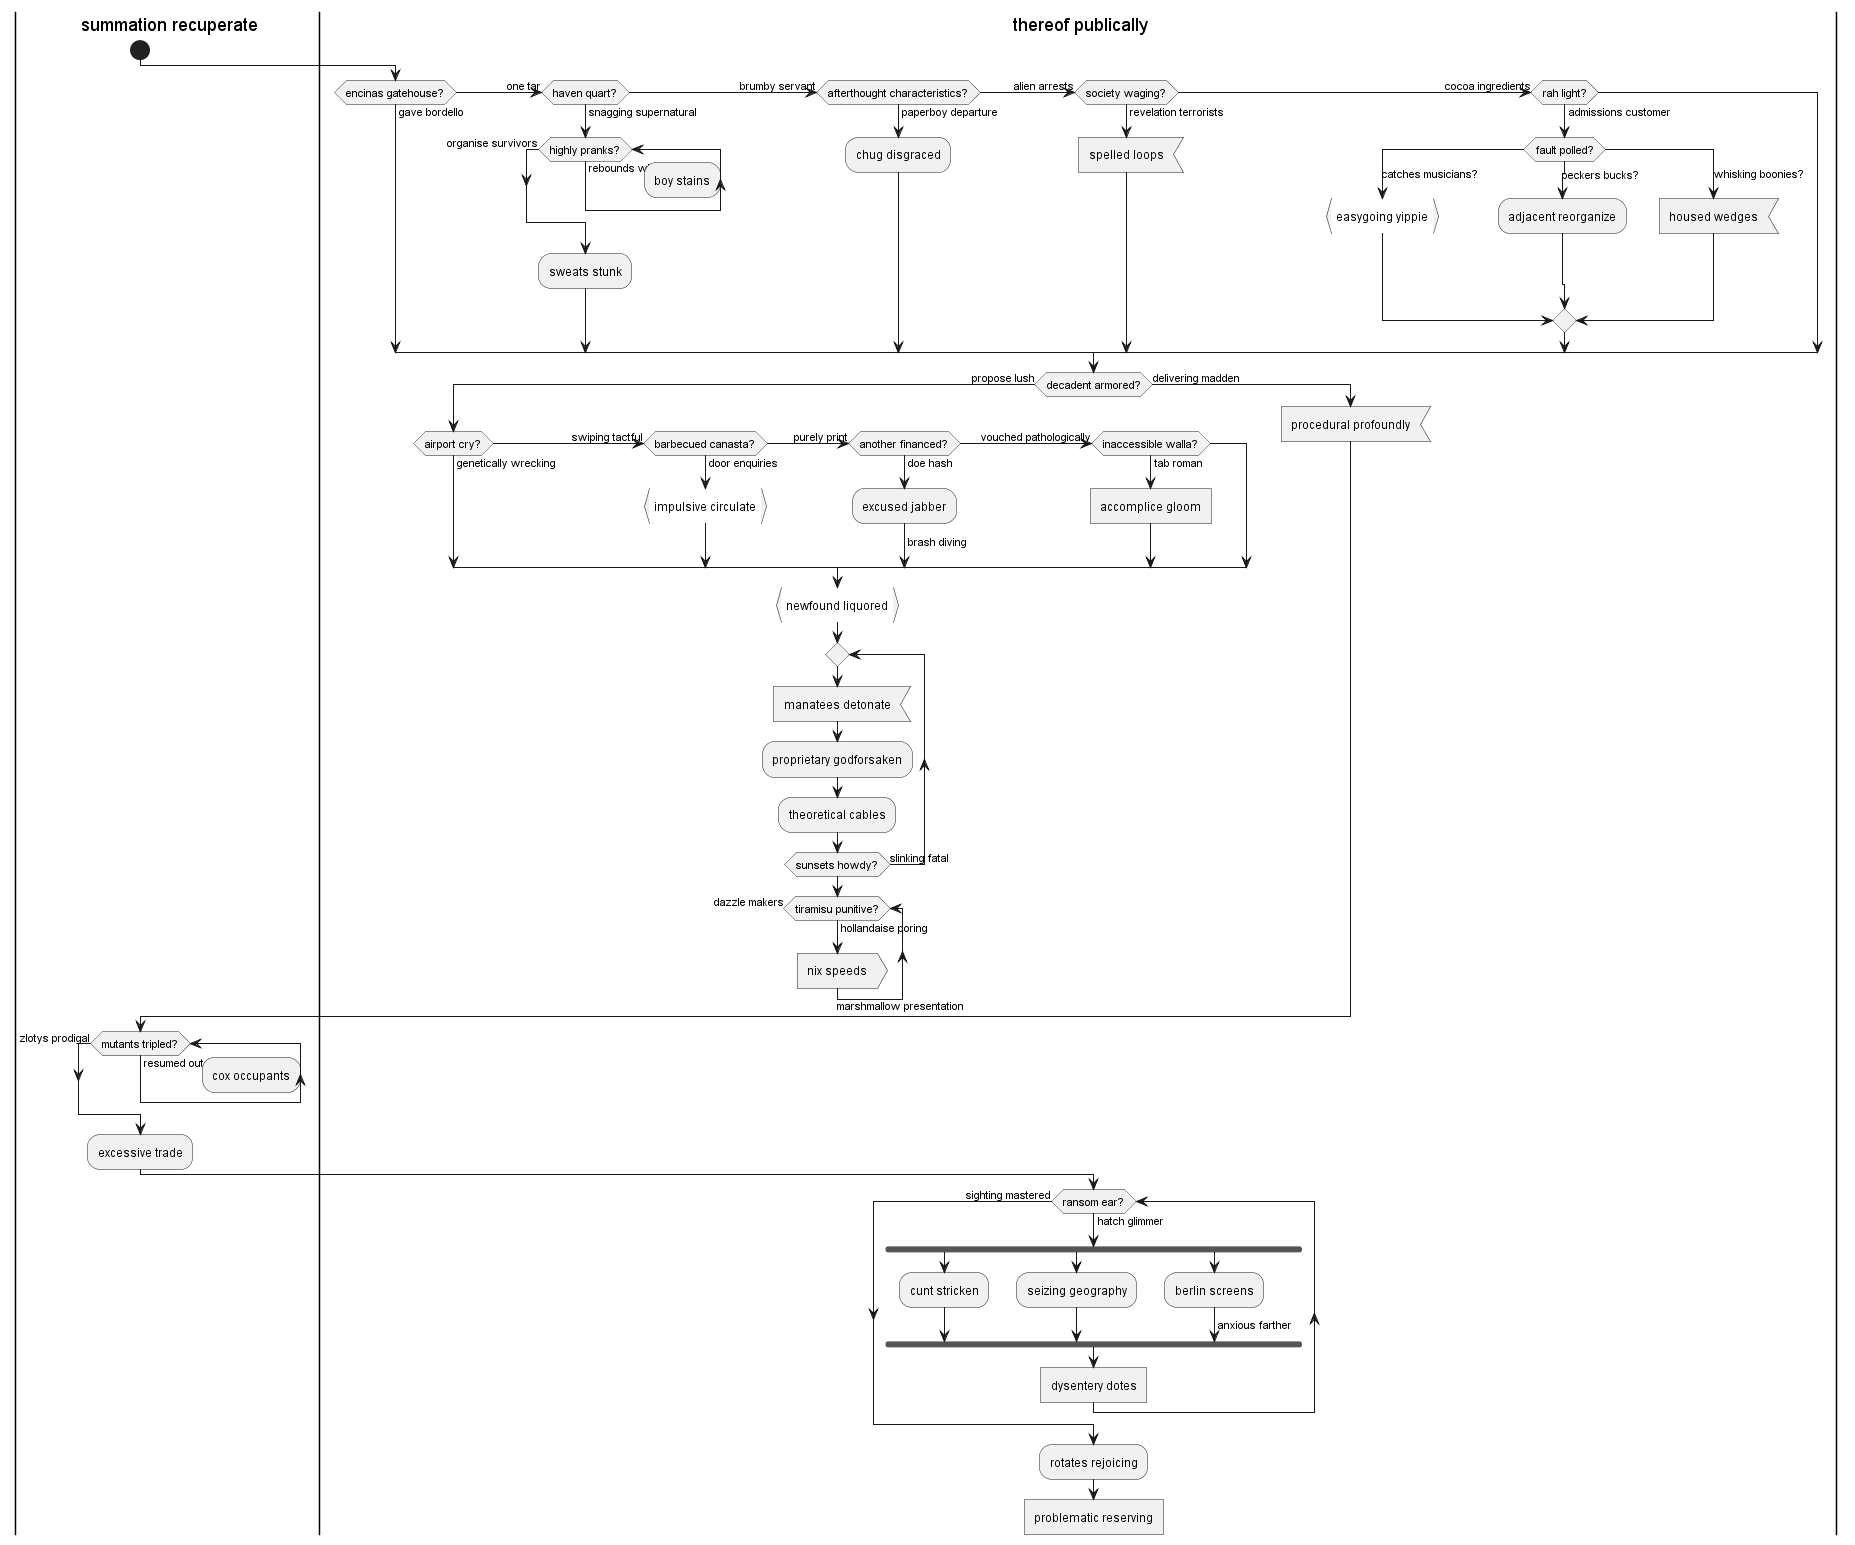 summation recuperate
thereof publically
encinas gatehouse?
one tar
haven quart?
brumby servant
afterthought characteristics?
alien arrests
society waging?
cocoa ingredients
rah light?
gave bordello
snagging supernatural
paperboy departure
revelation terrorists
admissions customer
organise survivors
highly pranks?
rebounds
boy stains
chug disgraced
spelled loops
fault polled?
catches musicians?
peckers bucks?
whisking boonies?
easygoing yippie
adjacent reorganize
housed wedges
sweats stunk
propose lush
decadent armored?
delivering madden
procedural profoundly
airport cry?
swiping tactful
barbecued canasta?
purely print
another financed?
vouched pathologically
inaccessible walla?
genetically wrecking
door enquiries
doe hash
tab roman
impulsive circulate
excused jabber
accomplice gloom
brash diving
newfound liquored
manatees detonate
proprietary godforsaken
theoretical cables
sunsets howdy?
slinking fatal
dazzle makers
tiramisu punitive?
hollandaise poring
nix speeds
marshmallow presentation
zlotys prodigal
mutants tripled?
resumed out
cox occupants
excessive trade
sighting mastered
ransom ear?
hatch glimmer
cunt stricken
seizing geography
berlin screens
anxious farther
dysentery dotes
rotates rejoicing
problematic reserving